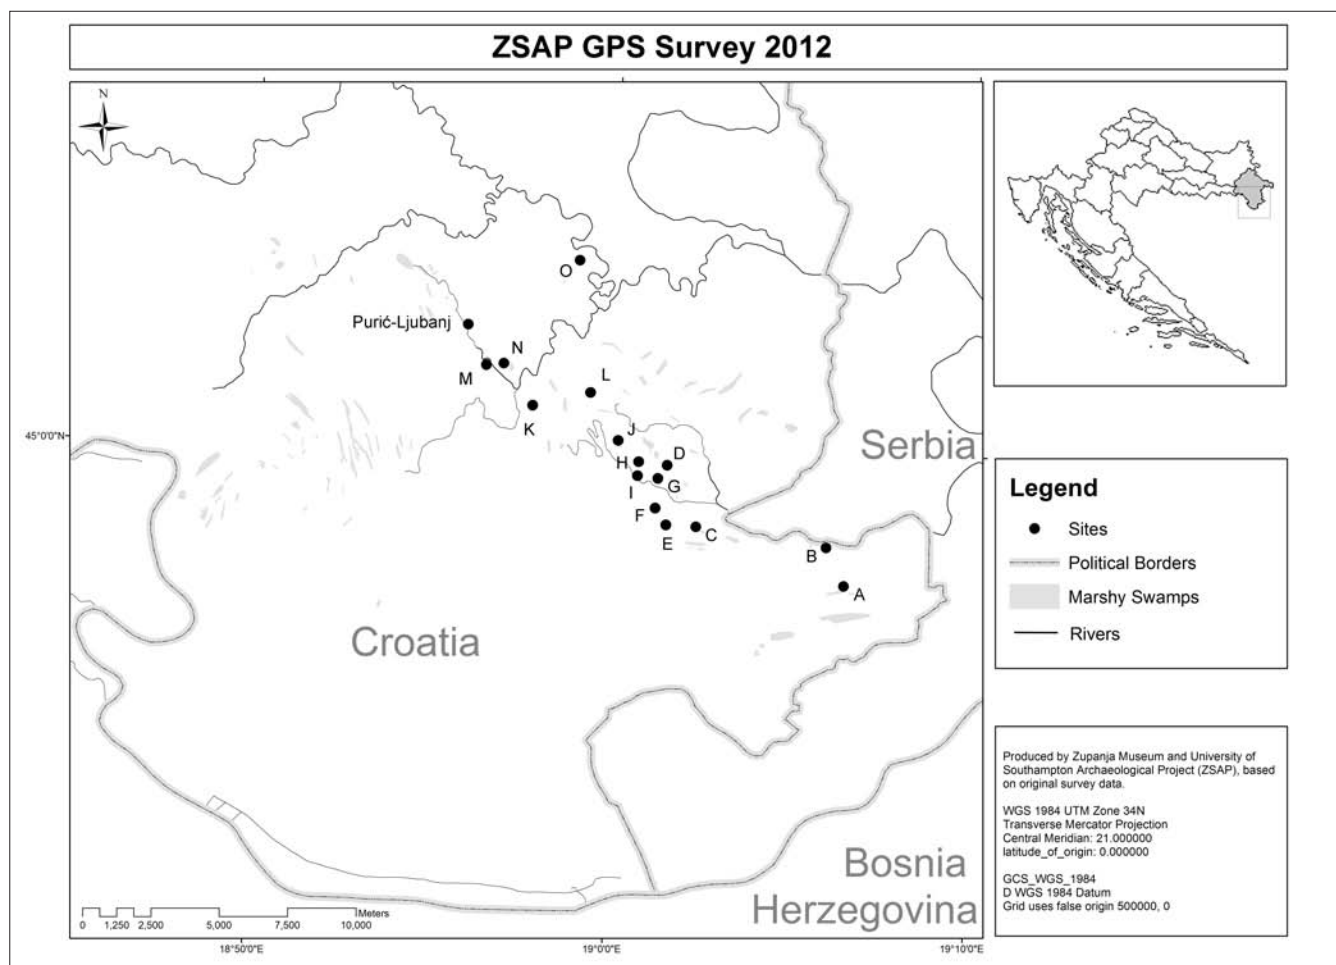 ZSAP GPS Survey 2012
N
O
Purić-Ljubanj
N
M
L
K
45°0'0"N
J
Serbia
H
D
I
G
F
E
C
B
A
Croatia
Bosnia
Herzegovina
Meters
0 1,250 2,500 5,000 7,500 10,000
18°50'0"E 19°0'0"E 19°10'0"E
Legend
Sites
Political Borders
Marshy Swamps
Rivers
Produced by Zupanja Museum and University of
Southampton Archaeological Project (ZSAP), based
on original survey data.
WGS 1984 UTM Zone 34N
Transverse Mercator Projection
Central Meridian: 21.000000
latitude_of_origin: 0.000000
GCS_WGS_1984
D WGS 1984 Datum
Grid uses false origin 500000, 0